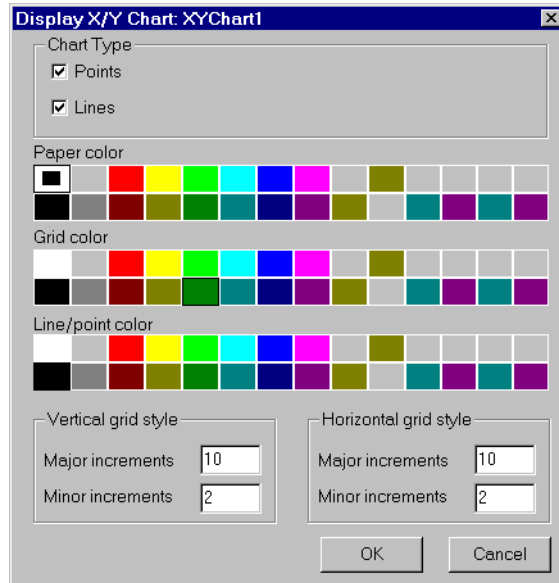 Display X/Y Chart: XYChart1
Chart Type
Points
Lines
Paper color
Grid color
Line/point color
Vertical grid style
Major increments 10
Minor increments 2
Horizontal grid style
Major increments 10
Minor increments 2
OK Cancel